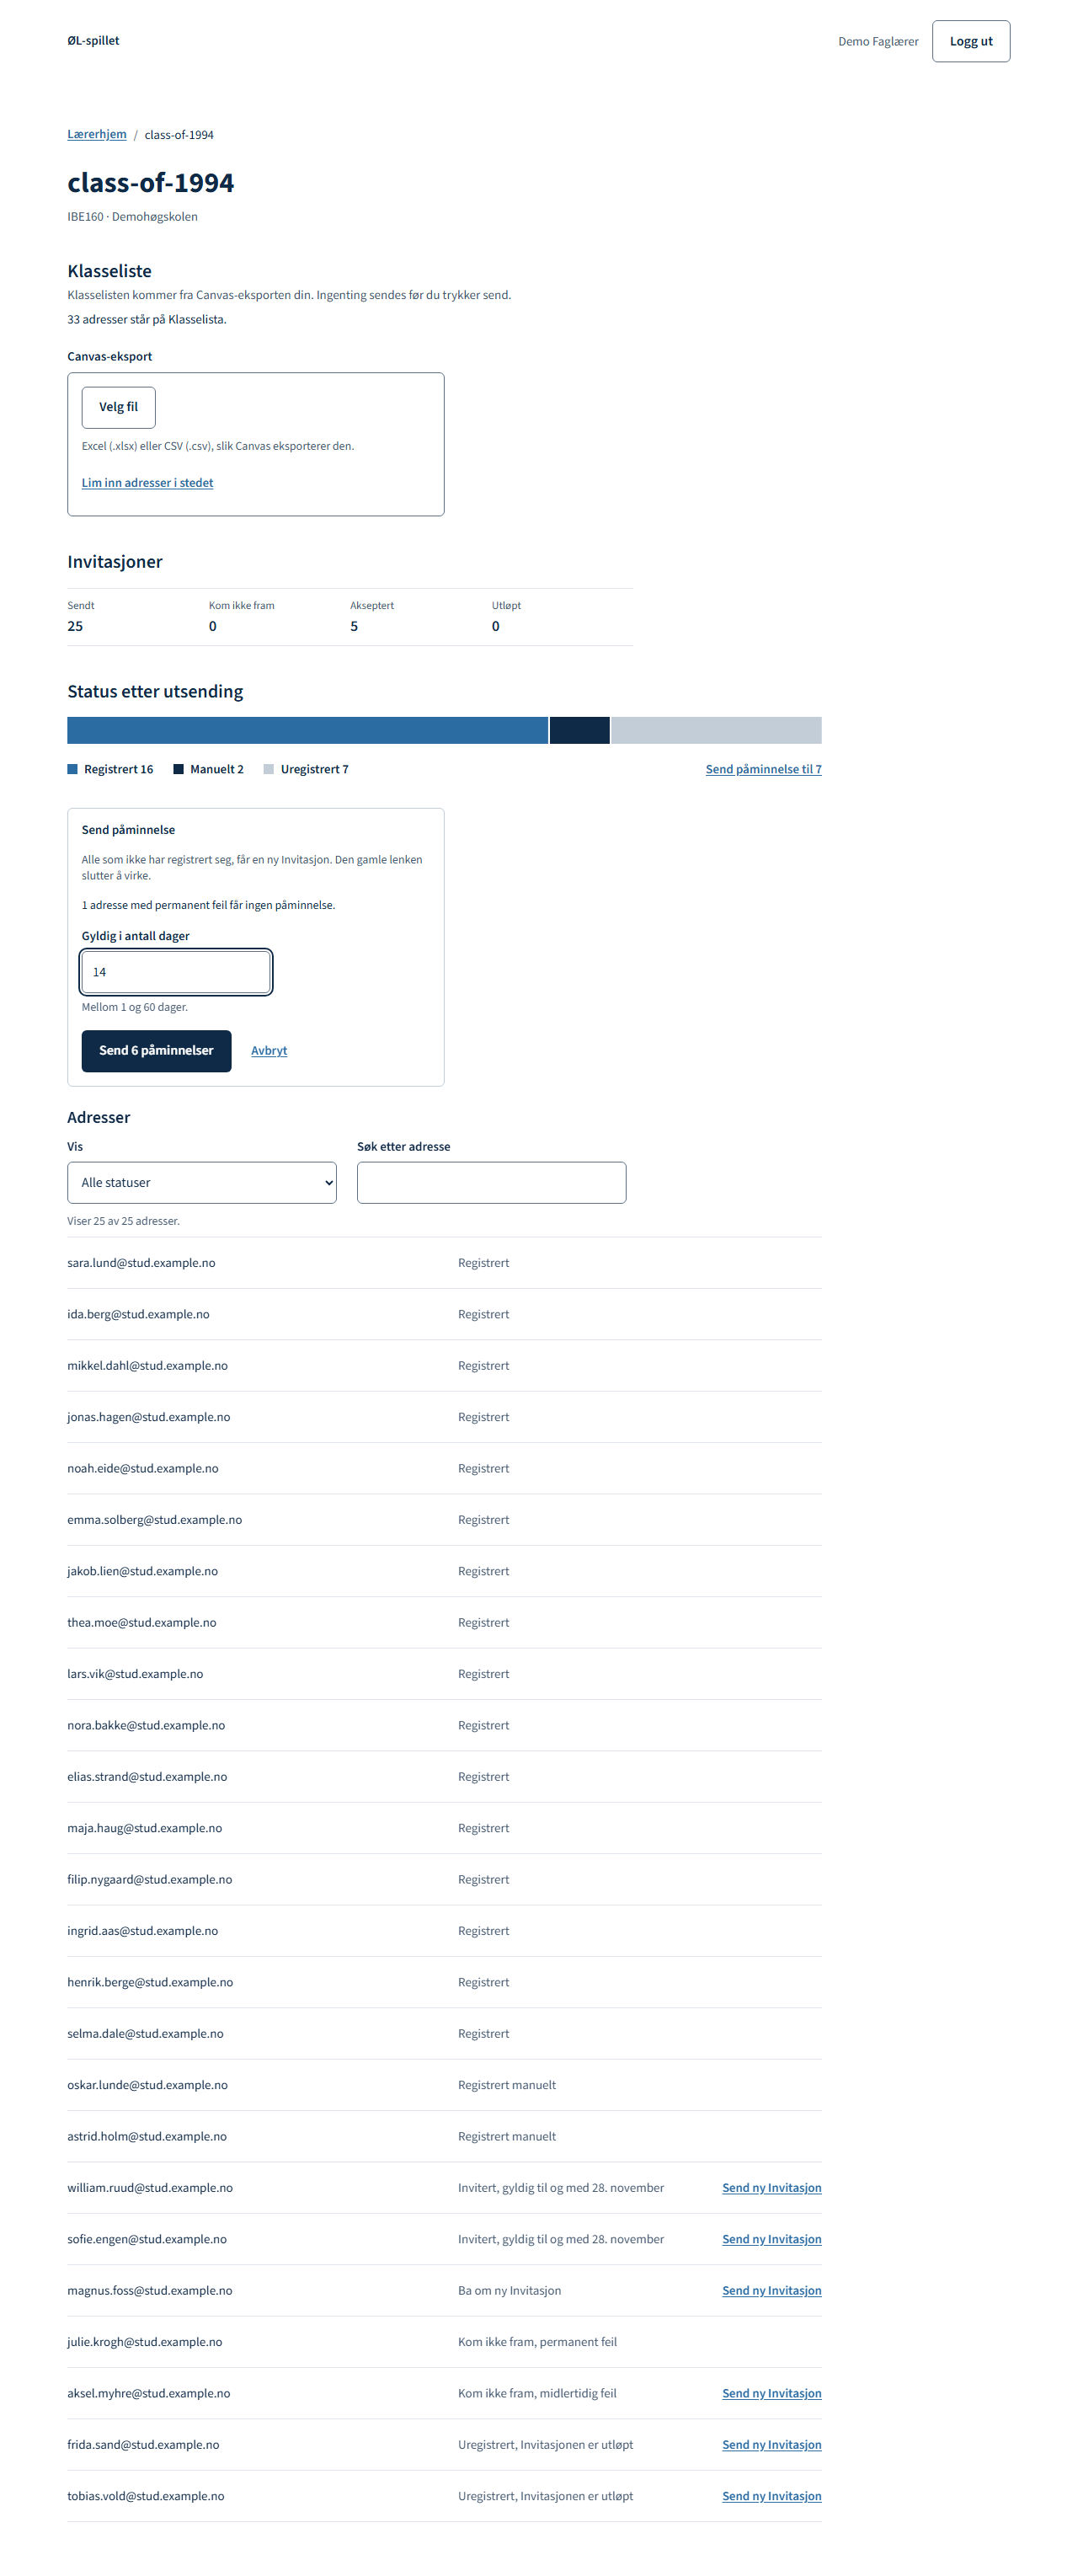 ØL-spillet
Demo Faglærer
Logg ut
Lærerhjem / class-of-1994
class-of-1994
IBE160 · Demohøgskolen
Klasseliste
Klasselisten kommer fra Canvas-eksporten din. Ingenting sendes før du trykker send.
33 adresser står på Klasselista.
Canvas-eksport
Velg fil
Excel (.xlsx) eller CSV (.csv), slik Canvas eksporterer den.
Lim inn adresser i stedet
Invitasjoner
Sendt Kom ikke fram Akseptert Utløpt
25 0 5 0
Status etter utsending
Registrert 16 Manuelt 2 Uregistrert 7 Send påminnelse til 7
Send påminnelse
Alle som ikke har registrert seg, får en ny Invitasjon. Den gamle lenken
slutter å virke.
1 adresse med permanent feil får ingen påminnelse.
Gyldig i antall dager
14
Mellom 1 og 60 dager.
Send 6 påminnelser Avbryt
Adresser
Vis Søk etter adresse
Alle statuser
Viser 25 av 25 adresser.
sara.lund@stud.example.no Registrert
ida.berg@stud.example.no Registrert
mikkel.dahl@stud.example.no Registrert
jonas.hagen@stud.example.no Registrert
noah.eide@stud.example.no Registrert
emma.solberg@stud.example.no Registrert
jakob.lien@stud.example.no Registrert
thea.moe@stud.example.no Registrert
lars.vik@stud.example.no Registrert
nora.bakke@stud.example.no Registrert
elias.strand@stud.example.no Registrert
maja.haug@stud.example.no Registrert
filip.nygaard@stud.example.no Registrert
ingrid.aas@stud.example.no Registrert
henrik.berge@stud.example.no Registrert
selma.dale@stud.example.no Registrert
oskar.lunde@stud.example.no Registrert manuelt
astrid.holm@stud.example.no Registrert manuelt
william.ruud@stud.example.no Invitert, gyldig til og med 28. november Send ny Invitasjon
sofie.engen@stud.example.no Invitert, gyldig til og med 28. november Send ny Invitasjon
magnus.foss@stud.example.no Ba om ny Invitasjon Send ny Invitasjon
julie.krogh@stud.example.no Kom ikke fram, permanent feil
aksel.myhre@stud.example.no Kom ikke fram, midlertidig feil Send ny Invitasjon
frida.sand@stud.example.no Uregistrert, Invitasjonen er utløpt Send ny Invitasjon
tobias.vold@stud.example.no Uregistrert, Invitasjonen er utløpt Send ny Invitasjon